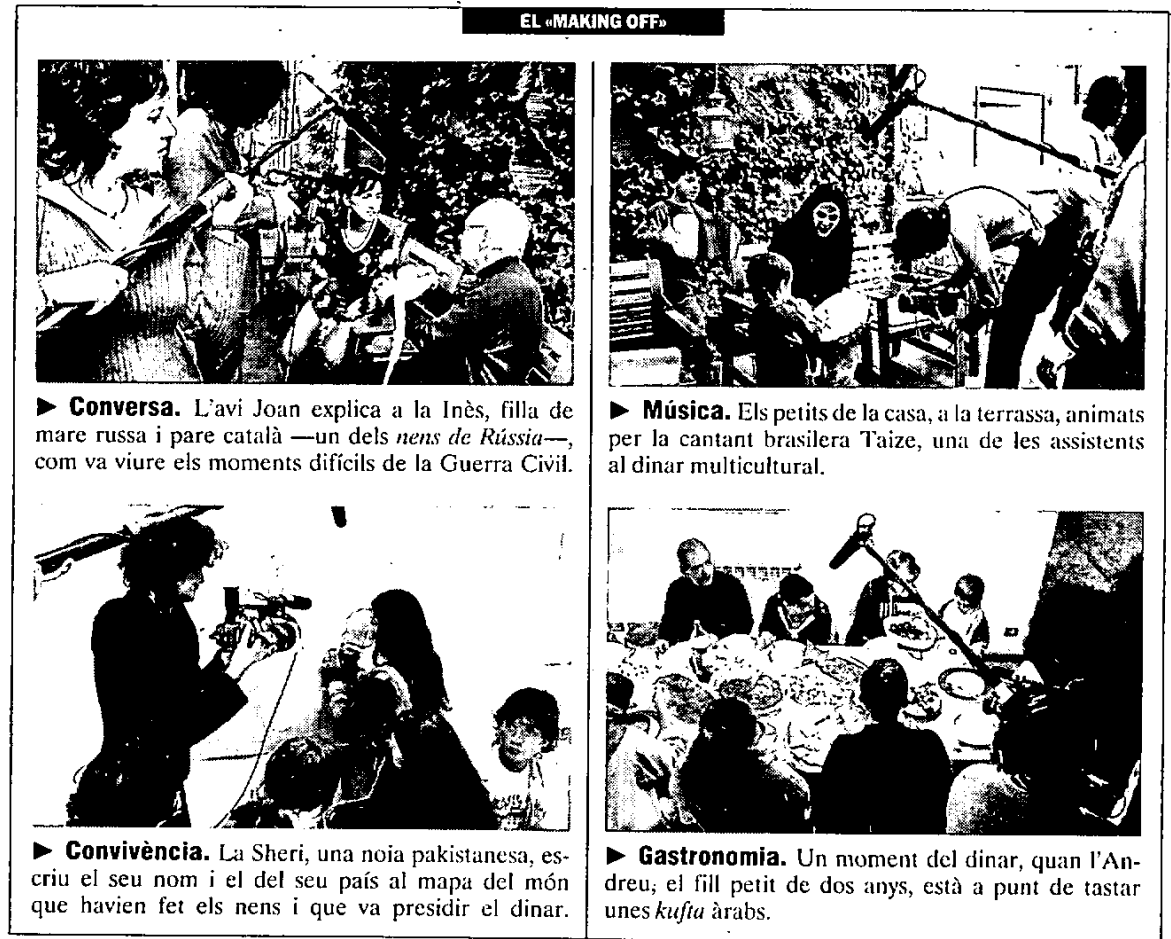 EL «MAKING OFF»
▶ Conversa. L'avi Joan explica a la Inès, filla de
mare russa i pare català —un dels nens de Rússia—,
com va viure els moments difícils de la Guerra Civil.
▶ Música. Els petits de la casa, a la terrassa, animats
per la cantant brasilera Taize, una de les assistents
al dinar multicultural.
▶ Convivència. La Sheri, una noia pakistanesa, es-
criu el seu nom i el del seu país al mapa del món
que havien fet els nens i que va presidir el dinar.
▶ Gastronomia. Un moment del dinar, quan l'An-
dreu, el fill petit de dos anys, està a punt de tastar
unes kufta àrabs.